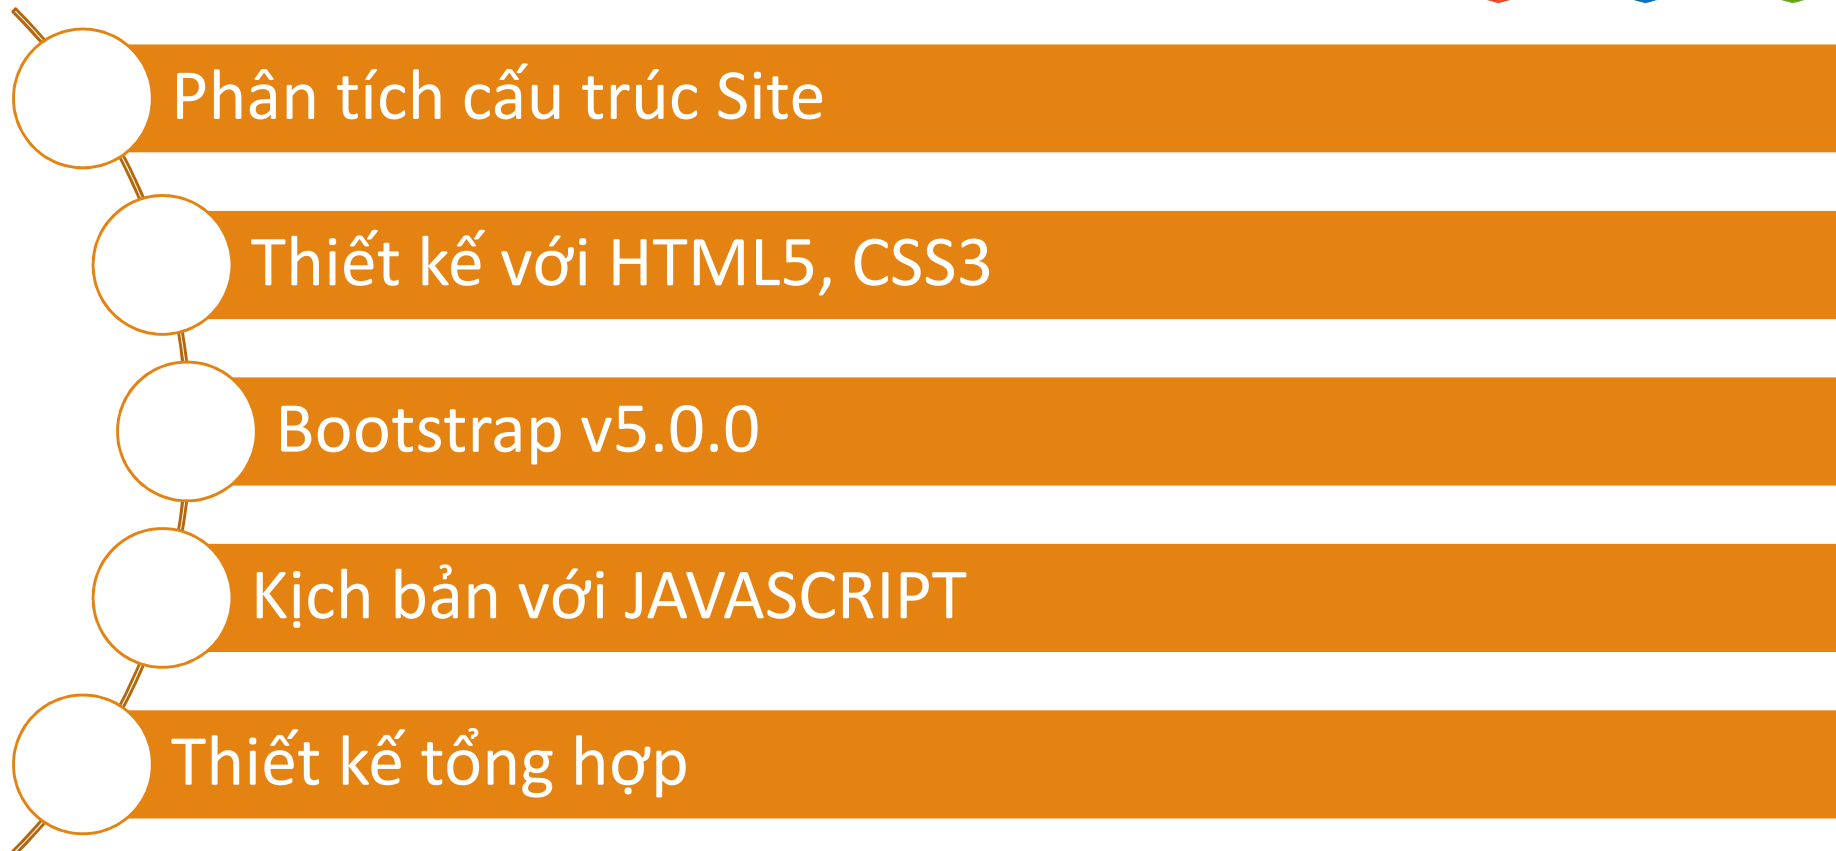 Phân tích cấu trúc Site
Thiết kế với HTML5, CSS3
Bootstrap v5.0.0
Kịch bản với JAVASCRIPT
Thiết kế tổng hợp